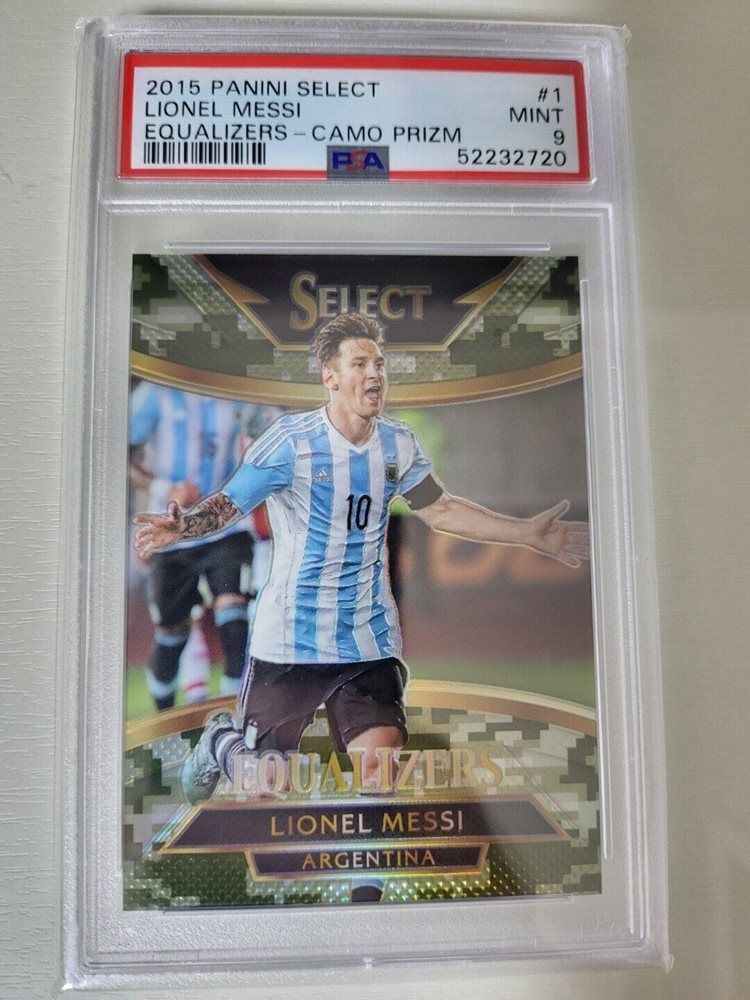 2015 PANINI SELECT #1
LIONEL MESSI MINT
EQUALIZERS – CAMO PRIZM 9
PSA 52232720
SELECT
10
EQUALIZERS
LIONEL MESSI
ARGENTINA